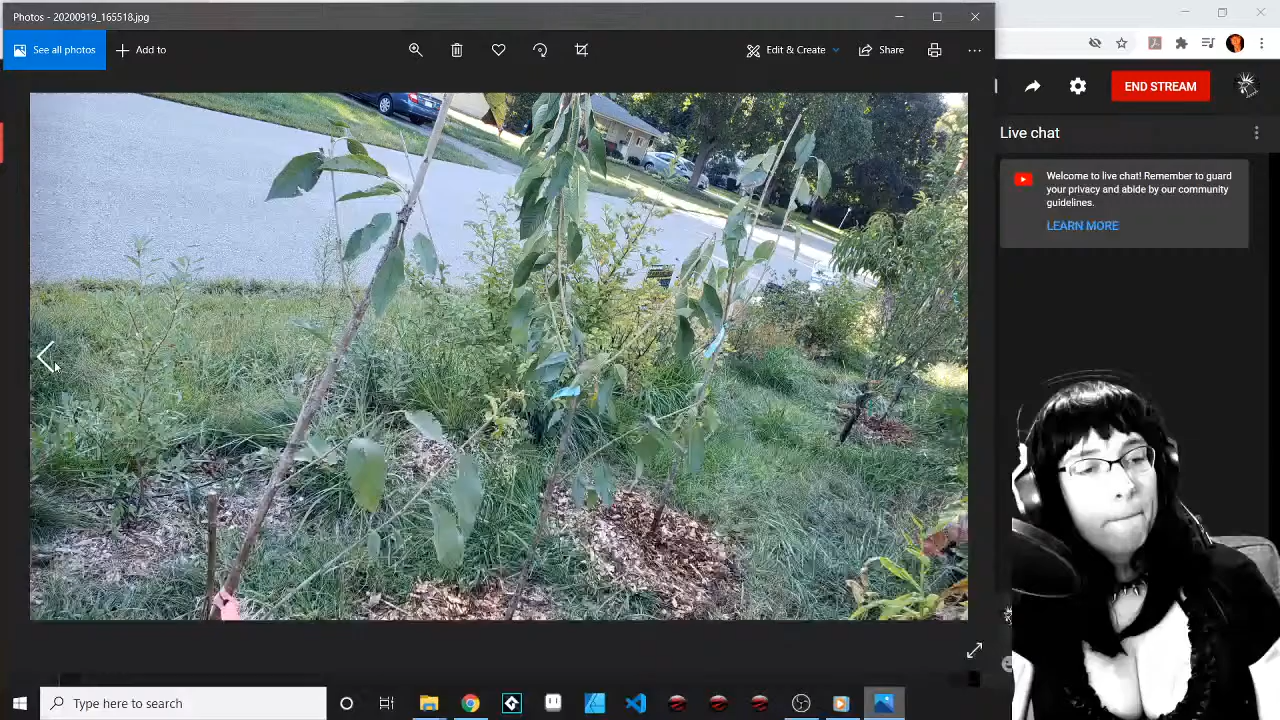 Photos - 20200919_165518.jpg
See all photos
Add to
Edit & Create
Share
END STREAM
Live chat
Welcome to live chat! Remember to guard
your privacy and abide by our community
guidelines.
LEARN MORE
Type here to search